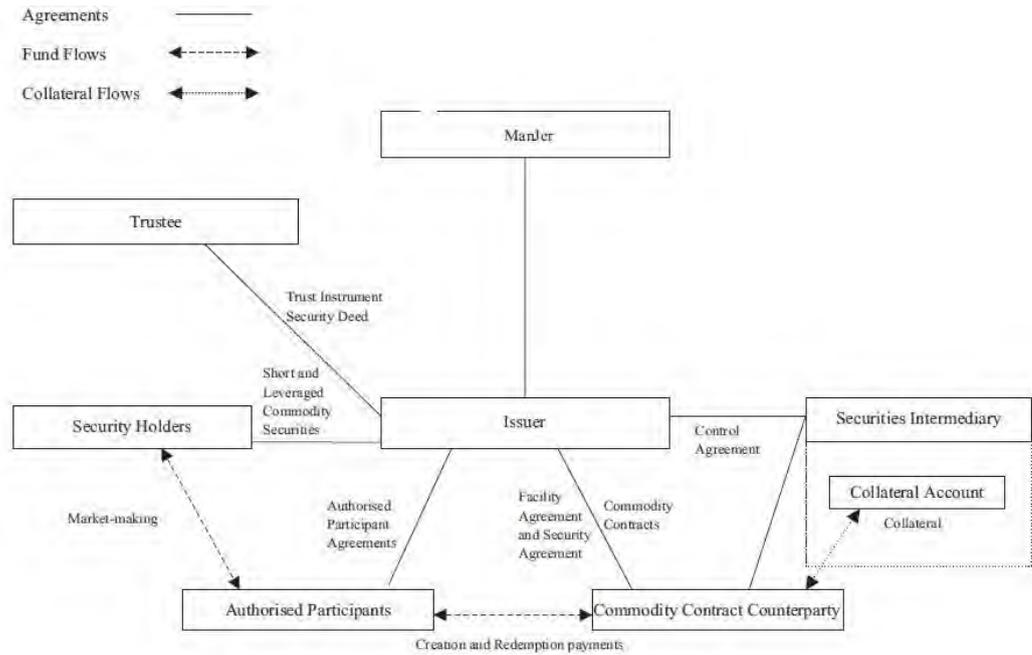 Agreements
Fund Flows
Collateral Flows
ManJer
Trustee
Trust Instrument
Security Deed
Short and
Leveraged
Commodity
Securities
Security Holders
Issuer
Securities Intermediary
Control
Agreement
Collateral Account
Collateral
Market-making
Authorised
Participant
Agreements
Facility
Agreement
and Security
Agreement
Commodity
Contracts
Authorised Participants
Commodity Contract Counterparty
Creation and Redemption payments